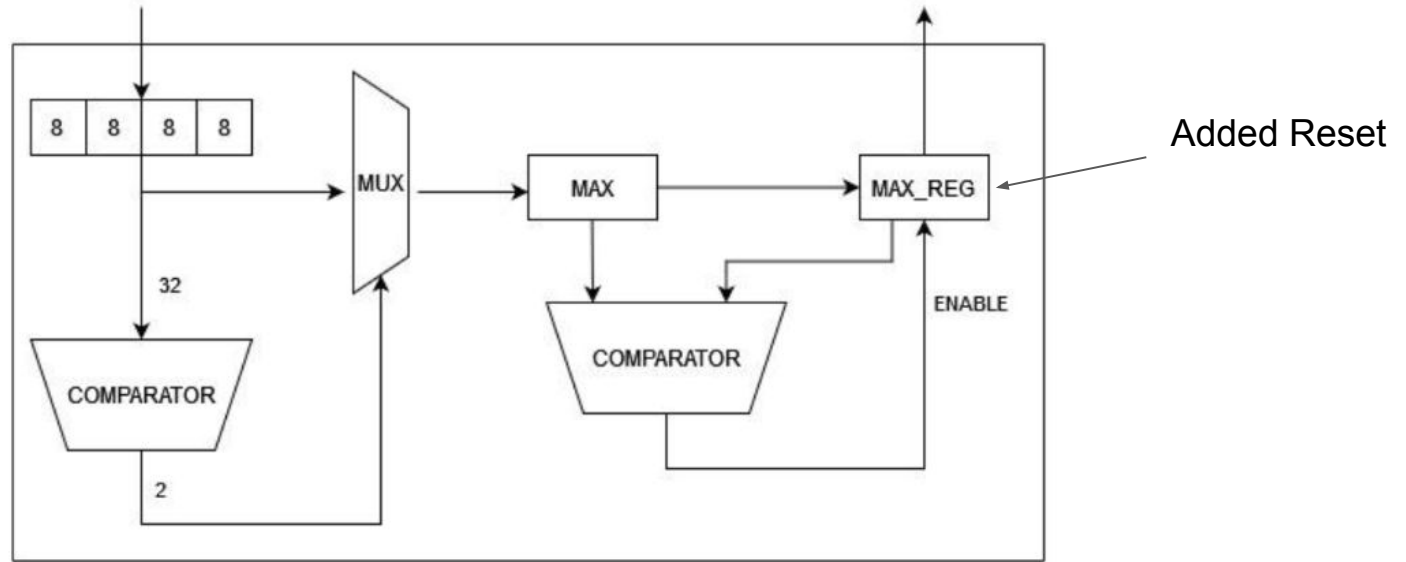 8 8 8 8
Added Reset
MUX
MAX
MAX_REG
32
ENABLE
COMPARATOR
COMPARATOR
2